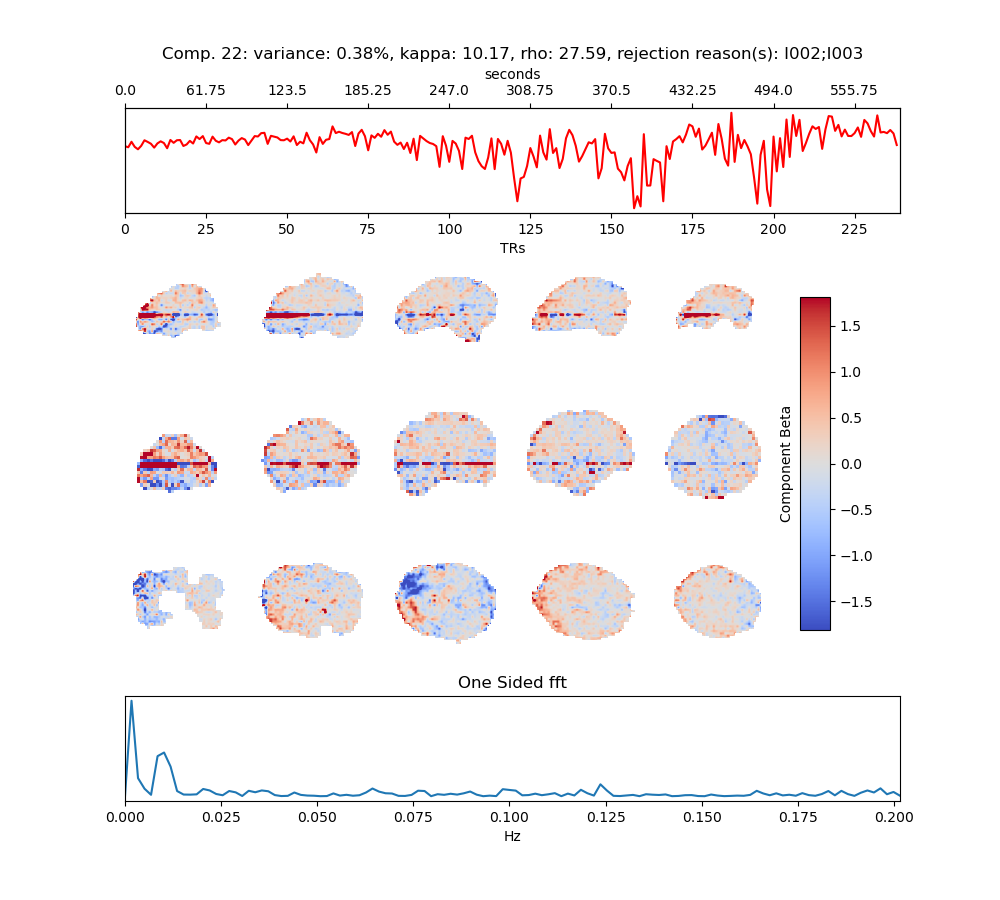 Comp. 22: variance: 0.38%, kappa: 10.17, rho: 27.59, rejection reason(s): I002;I003
seconds
0.0 61.75 123.5 185.25 247.0 308.75 370.5 432.25 494.0 555.75
0 25 50 75 100 125 150 175 200 225
TRs
1.5
1.0
0.5
0.0
−0.5
−1.0
−1.5
Component Beta
One Sided fft
0.000 0.025 0.050 0.075 0.100 0.125 0.150 0.175 0.200
Hz